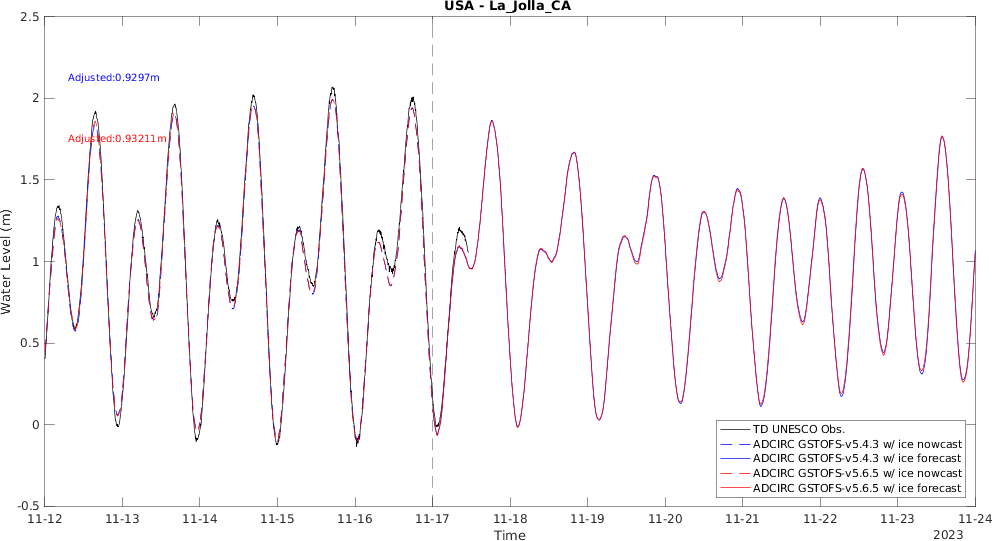 USA - La_Jolla_CA
2.5
Adjusted:0.9297m
2
Adjusted:0.93211m
1.5
Water Level (m)
1
0.5
0
-0.5
TD UNESCO Obs.
ADCIRC GSTOFS-v5.4.3 w/ ice nowcast
ADCIRC GSTOFS-v5.4.3 w/ ice forecast
ADCIRC GSTOFS-v5.6.5 w/ ice nowcast
ADCIRC GSTOFS-v5.6.5 w/ ice forecast
11-12 11-13 11-14 11-15 11-16 11-17 11-18 11-19 11-20 11-21 11-22 11-23 11-24
Time
2023